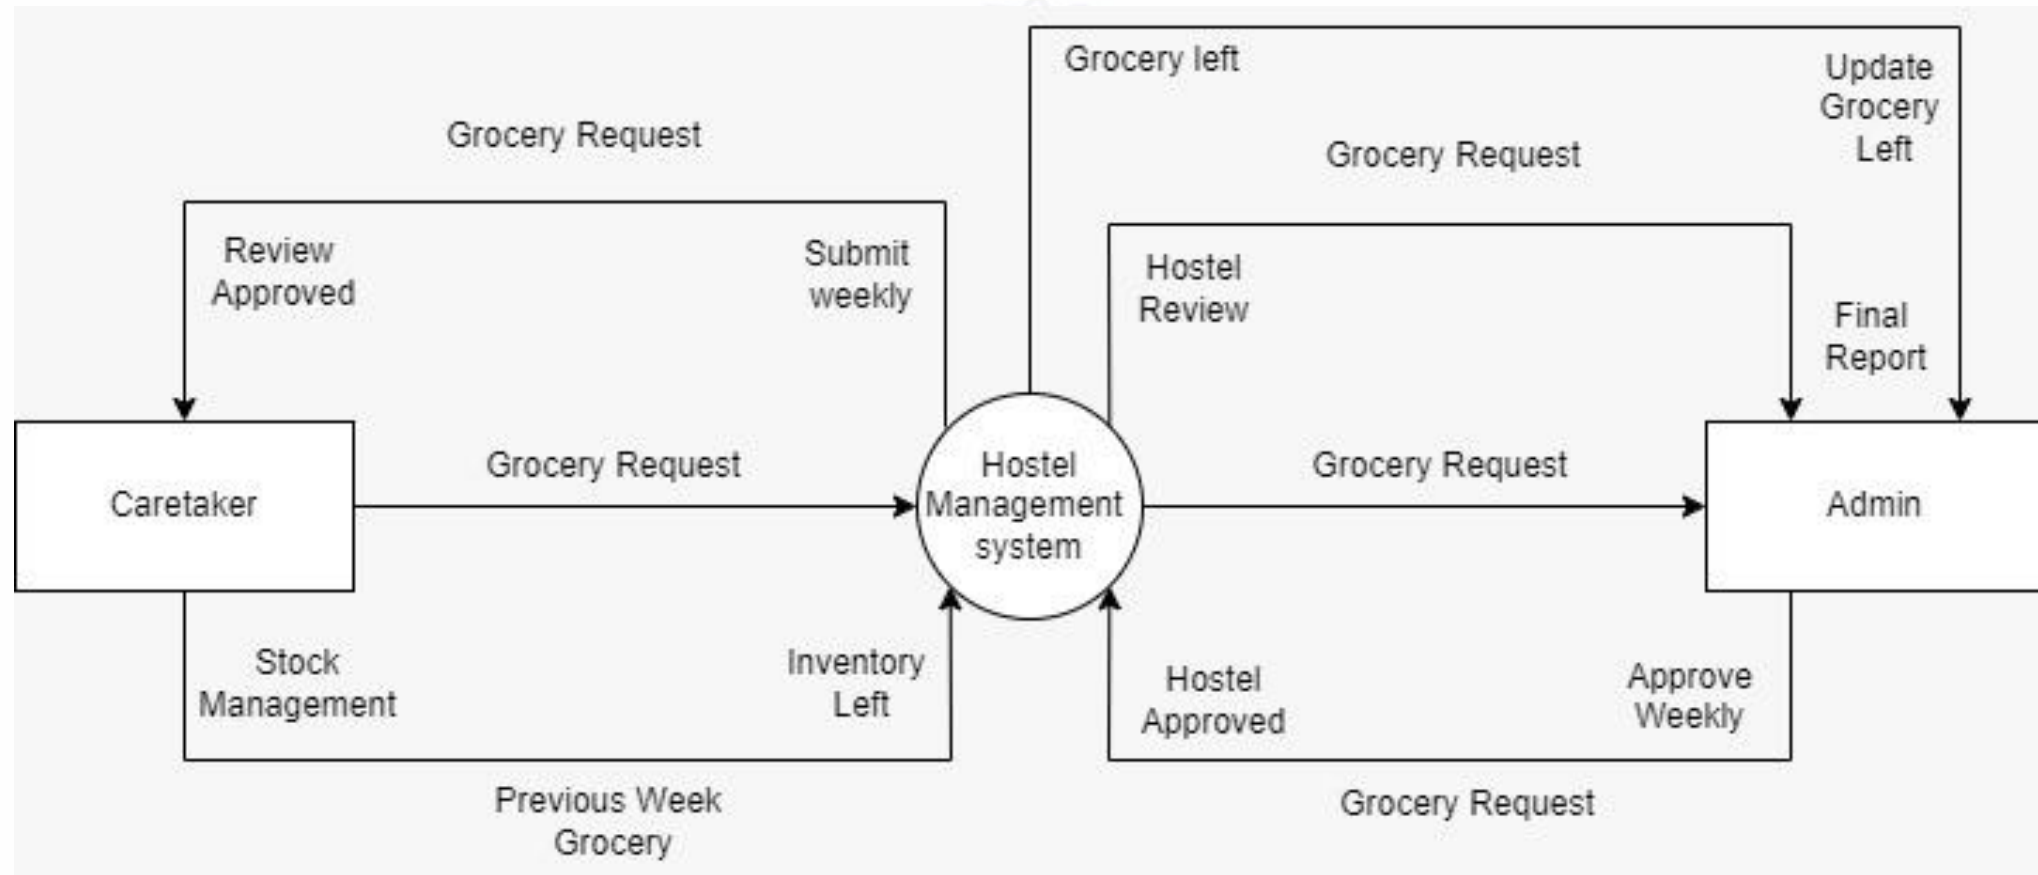 Grocery left
Update
Grocery
Left
Grocery Request
Grocery Request
Review
Approved
Submit
weekly
Hostel
Review
Final
Report
Caretaker
Grocery Request
Hostel
Management
system
Grocery Request
Admin
Stock
Management
Inventory
Left
Hostel
Approved
Approve
Weekly
Previous Week
Grocery
Grocery Request